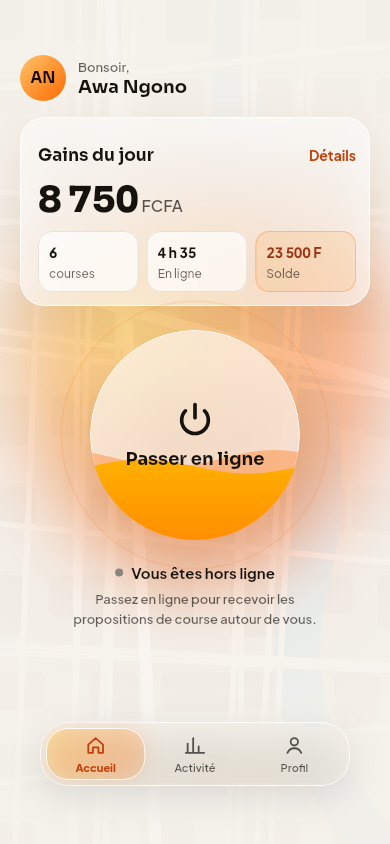 AN
Bonsoir,
Awa Ngono
Gains du jour
Détails
8 750 FCFA
6
courses
4 h 35
En ligne
23 500 F
Solde
Passer en ligne
Vous êtes hors ligne
Passez en ligne pour recevoir les
propositions de course autour de vous.
Accueil
Activité
Profil